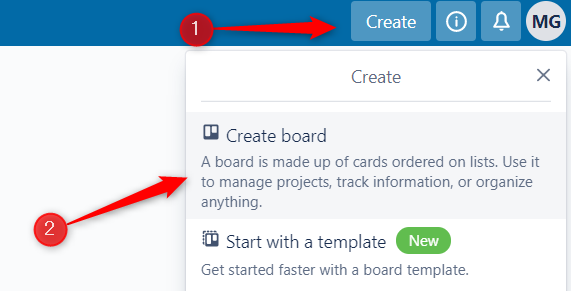 1
Create
MG
Create
Create board
A board is made up of cards ordered on lists. Use it
to manage projects, track information, or organize
anything.
2
Start with a template New
Get started faster with a board template.